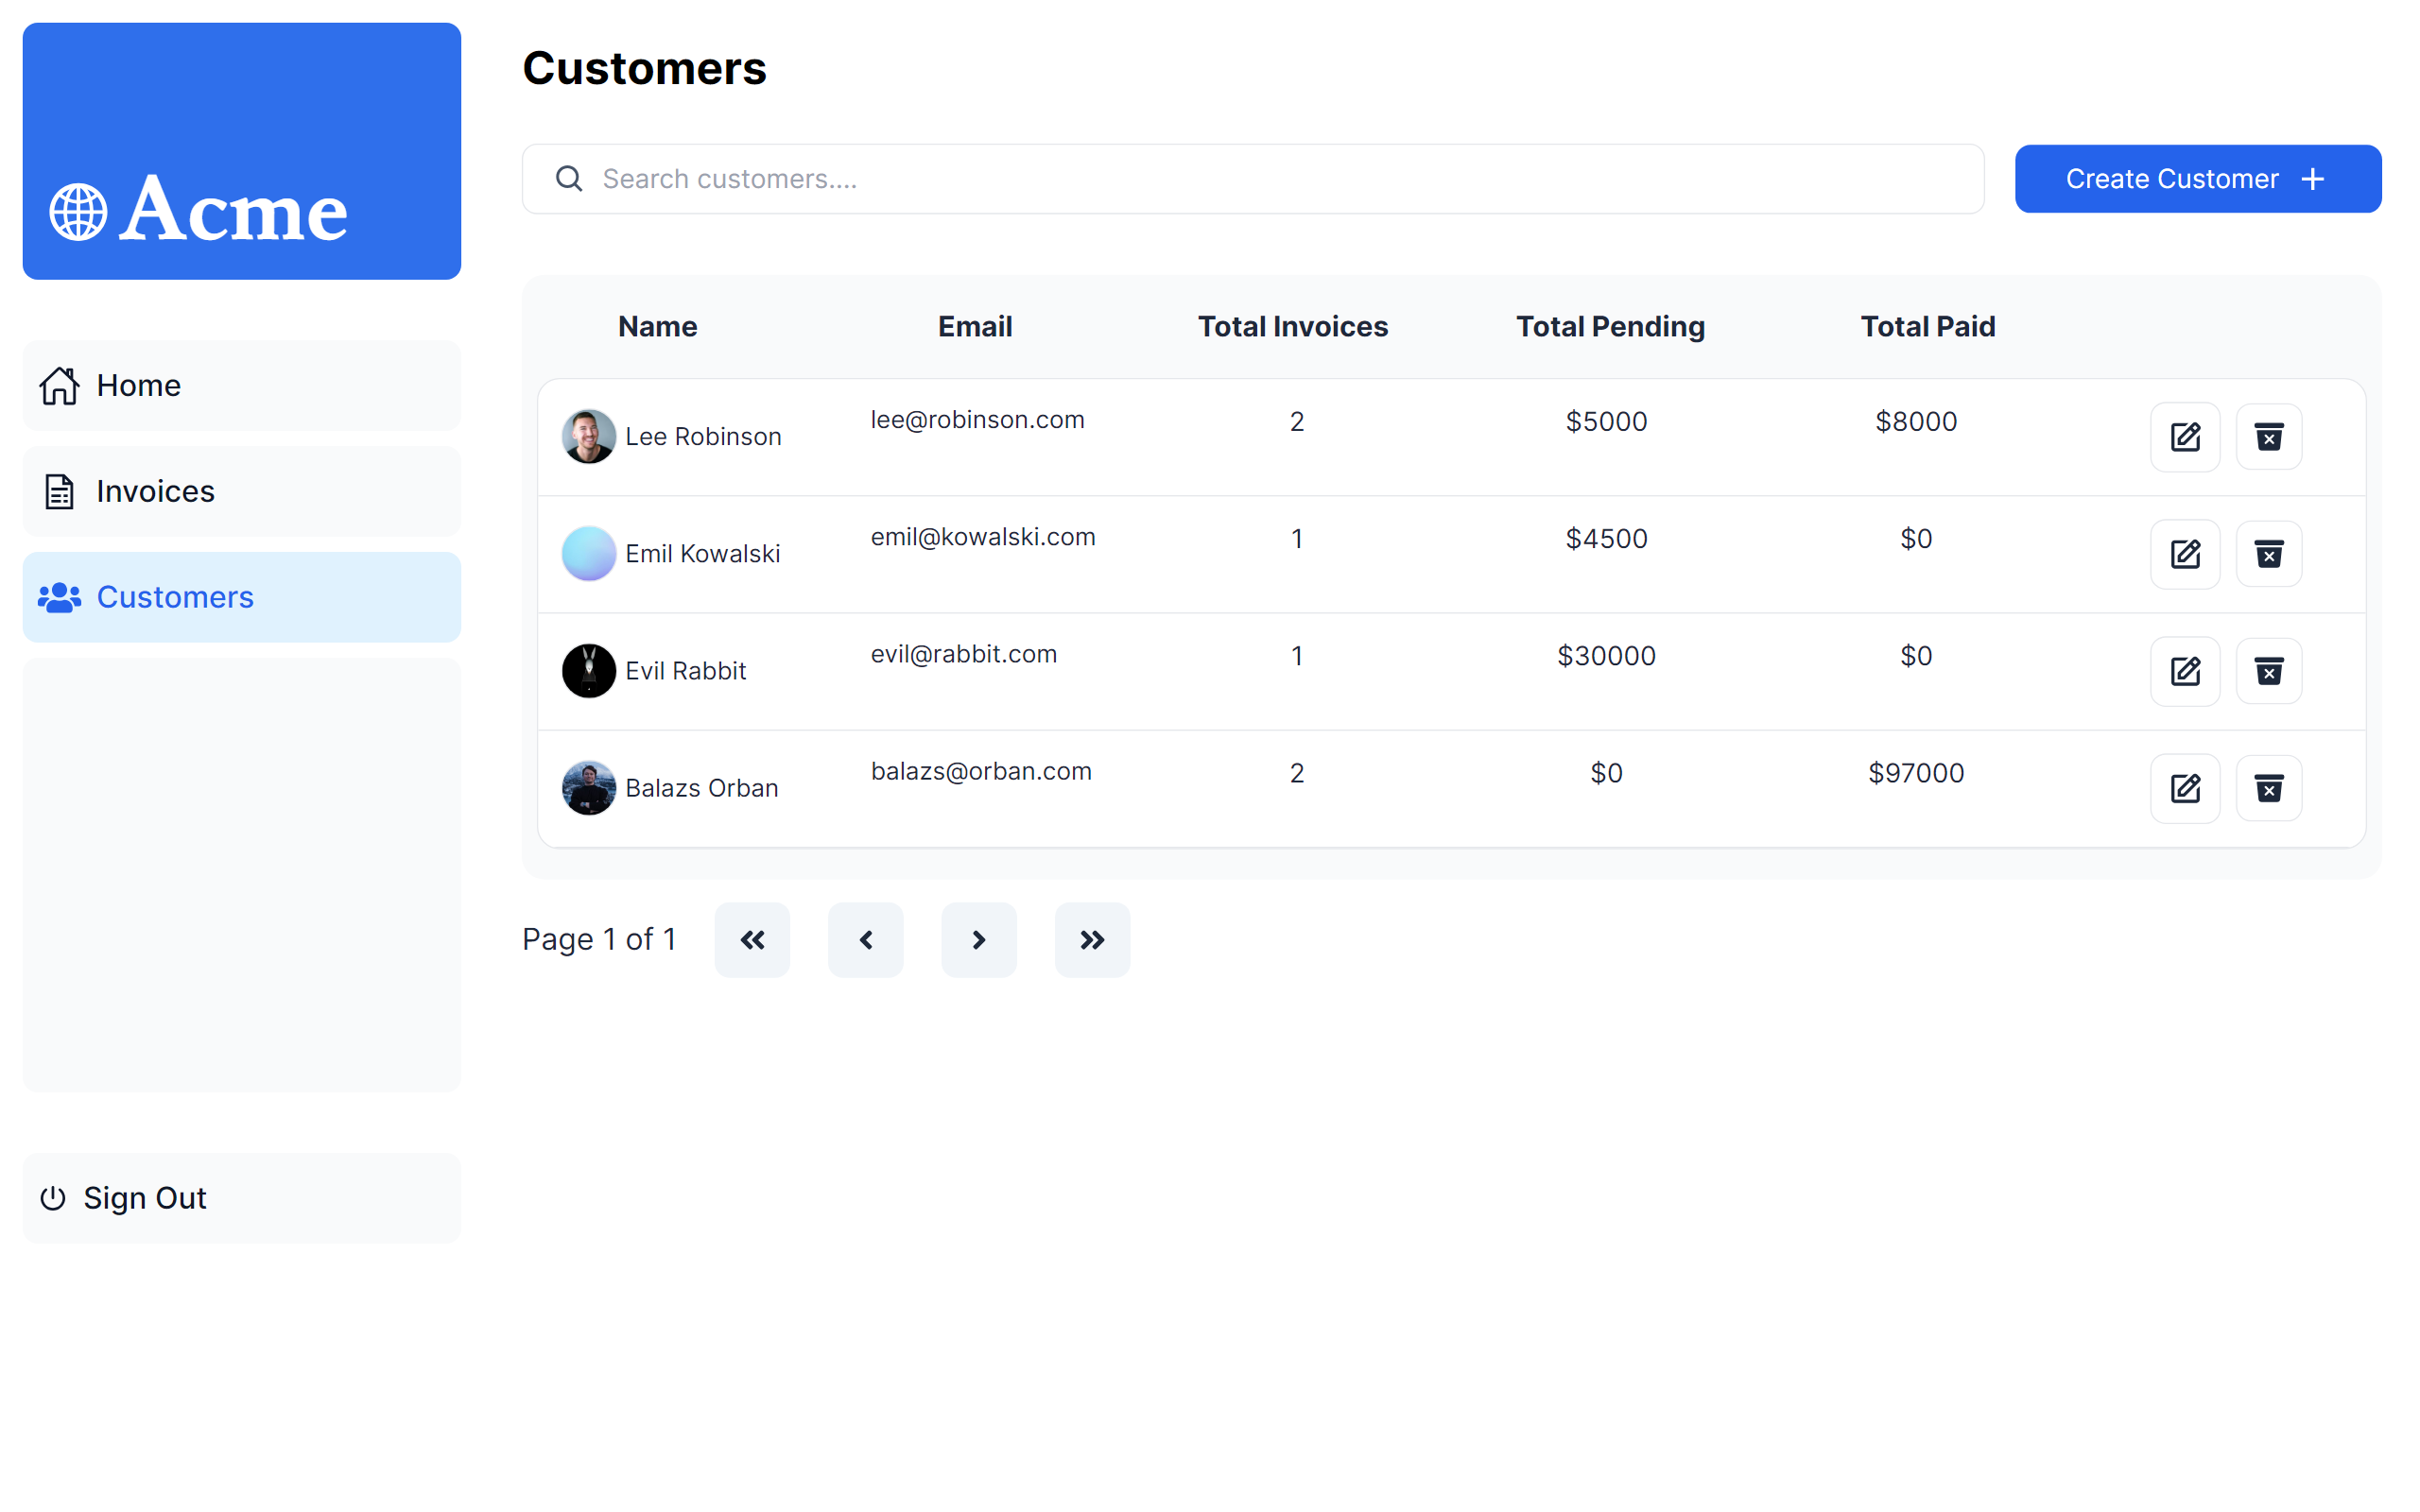 Acme
Home
Invoices
Customers
Sign Out
Customers
Search customers....
Create Customer
Name Email Total Invoices Total Pending Total Paid
Lee Robinson lee@robinson.com 2 $5000 $8000
Emil Kowalski emil@kowalski.com 1 $4500 $0
Evil Rabbit evil@rabbit.com 1 $30000 $0
Balazs Orban balazs@orban.com 2 $0 $97000
Page 1 of 1